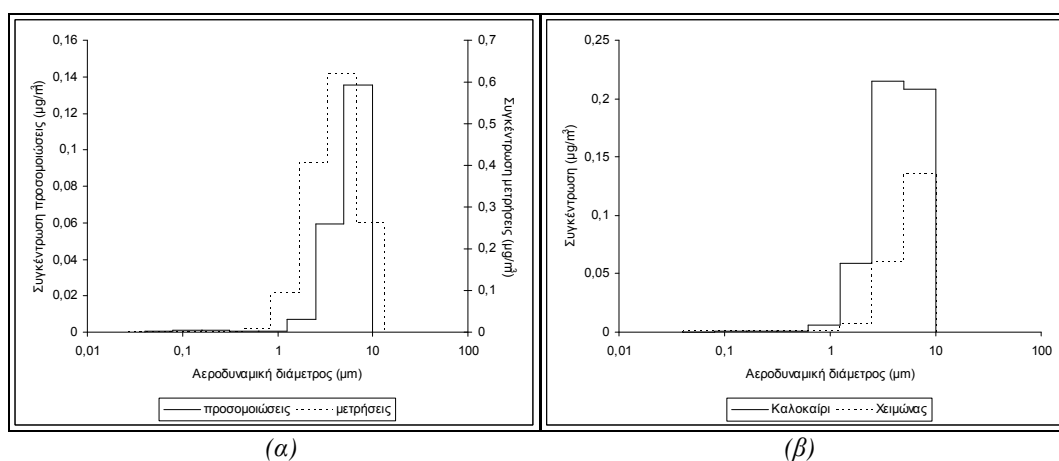 0,16
0,14
0,12
0,1
0,08
0,06
0,04
0,02
0
Συγκέντρωση προσομοιώσεις (μg/m³)
0,7
0,6
0,5
0,4
0,3
0,2
0,1
0
Συγκέντρωση μετρήσεις (μg/m³)
0,01 0,1 1 10 100
Αεροδυναμική διάμετρος (μm)
προσομοιώσεις μετρήσεις
(α)
0,25
0,2
0,15
0,1
0,05
0
Συγκέντρωση (μg/m³)
0,01 0,1 1 10 100
Αεροδυναμική διάμετρος (μm)
Καλοκαίρι Χειμώνας
(β)